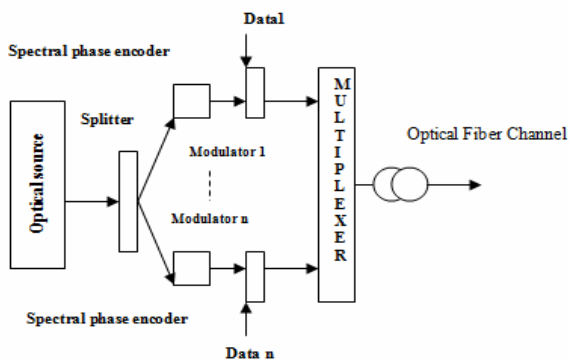 Data1
Spectral phase encoder
Splitter
Optical source
Modulator 1
Modulator n
MULTIPLEXER
Optical Fiber Channel
Spectral phase encoder
Data n